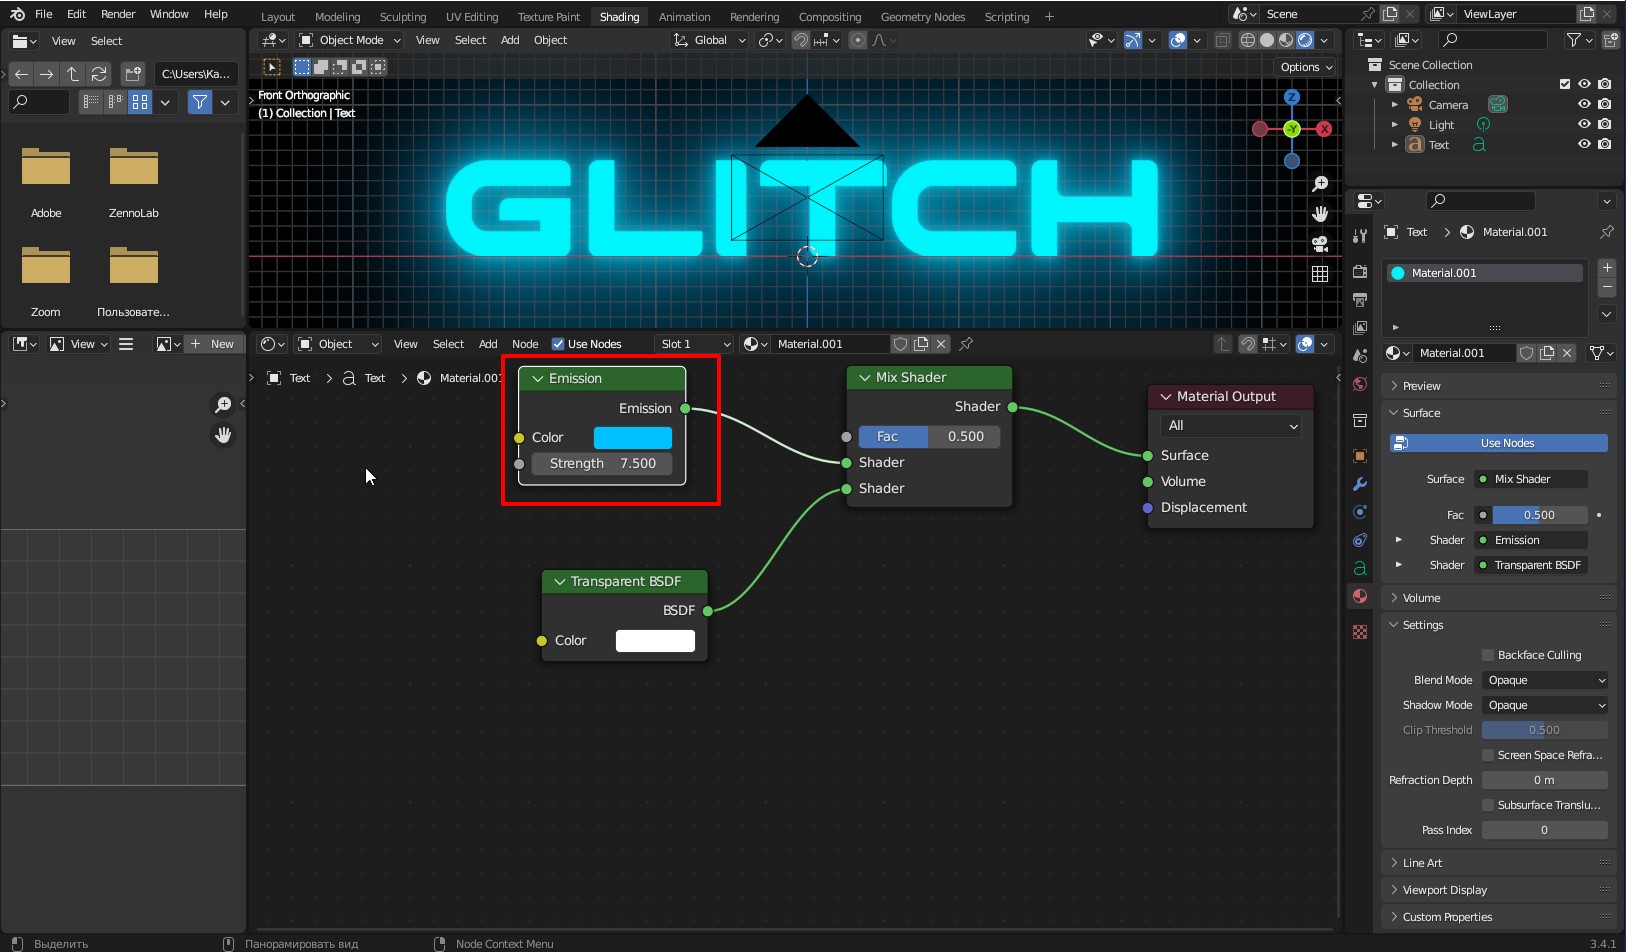 File Edit Render Window Help
Layout Modeling Sculpting UV Editing Texture Paint Shading Animation Rendering Compositing Geometry Nodes Scripting +
Scene
ViewLayer
View Select
C:\Users\Ka...
Adobe
ZennoLab
Zoom
Пользовате...
Object Mode View Select Add Object
Global
Options
Front Orthographic
(1) Collection | Text
GLITCH
Z
-Y
X
Scene Collection
Collection
Camera
Light
Text
View
+ New
Object View Select Add Node Use Nodes Slot 1 Material.001
Text > Text > Material.001
Emission
Emission
Color
Strength 7.500
Transparent BSDF
BSDF
Color
Mix Shader
Shader
Fac 0.500
Shader
Shader
Material Output
All
Surface
Volume
Displacement
Text > Material.001
Material.001
Material.001
Preview
Surface
Use Nodes
Surface Mix Shader
Fac 0.500
Shader Emission
Shader Transparent BSDF
Volume
Settings
Backface Culling
Blend Mode Opaque
Shadow Mode Opaque
Clip Threshold 0.500
Screen Space Refra...
Refraction Depth 0 m
Subsurface Translu...
Pass Index 0
Line Art
Viewport Display
Custom Properties
Выделить
Панорамировать вид
Node Context Menu
3.4.1